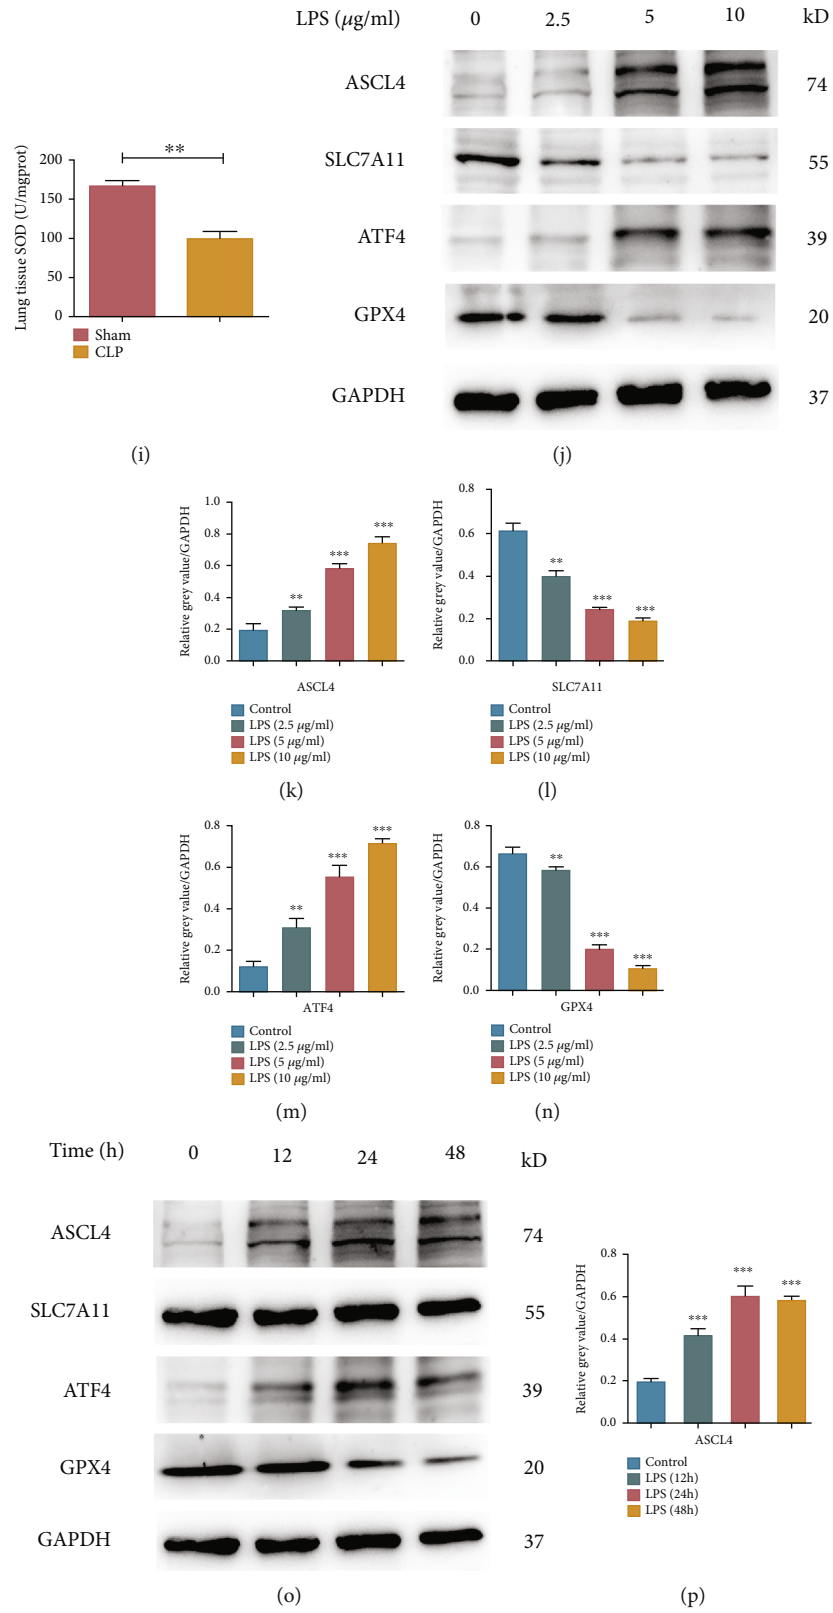 LPS (μg/ml) 0 2.5 5 10 kD
ASCL4 74
SLC7A11 55
ATF4 39
GPX4 20
GAPDH 37
(j)
Lung tissue SOD (U/mgprot)
200
150
100
50
0
**
Sham
CLP
(i)
Relative grey value/GAPDH
1.0
0.8
0.6
0.4
0.2
0.0
** *** ***
ASCL4
Control
LPS (2.5 μg/ml)
LPS (5 μg/ml)
LPS (10 μg/ml)
(k)
Relative grey value/GAPDH
0.8
0.6
0.4
0.2
0.0
** *** ***
SLC7A11
Control
LPS (2.5 μg/ml)
LPS (5 μg/ml)
LPS (10 μg/ml)
(l)
Relative grey value/GAPDH
0.8
0.6
0.4
0.2
0.0
** *** ***
ATF4
Control
LPS (2.5 μg/ml)
LPS (5 μg/ml)
LPS (10 μg/ml)
(m)
Relative grey value/GAPDH
0.8
0.6
0.4
0.2
0.0
** *** ***
GPX4
Control
LPS (2.5 μg/ml)
LPS (5 μg/ml)
LPS (10 μg/ml)
(n)
Time (h) 0 12 24 48 kD
ASCL4 74
SLC7A11 55
ATF4 39
GPX4 20
GAPDH 37
(o)
Relative grey value/GAPDH
0.8
0.6
0.4
0.2
0.0
*** *** ***
ASCL4
Control
LPS (12h)
LPS (24h)
LPS (48h)
(p)